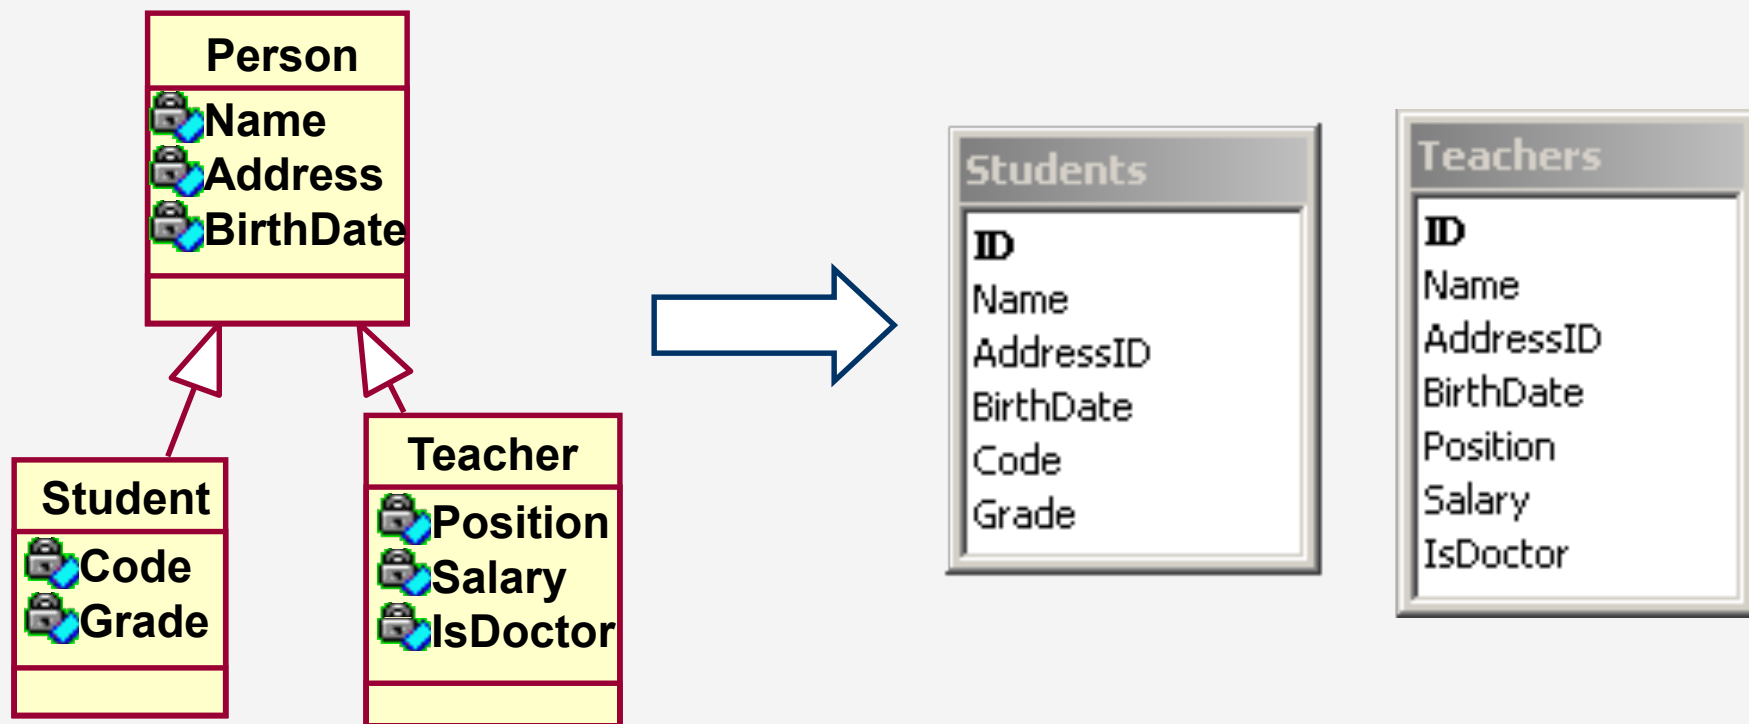 Person
Name
Address
BirthDate
Student
Code
Grade
Teacher
Position
Salary
IsDoctor
Students
ID
Name
AddressID
BirthDate
Code
Grade
Teachers
ID
Name
AddressID
BirthDate
Position
Salary
IsDoctor